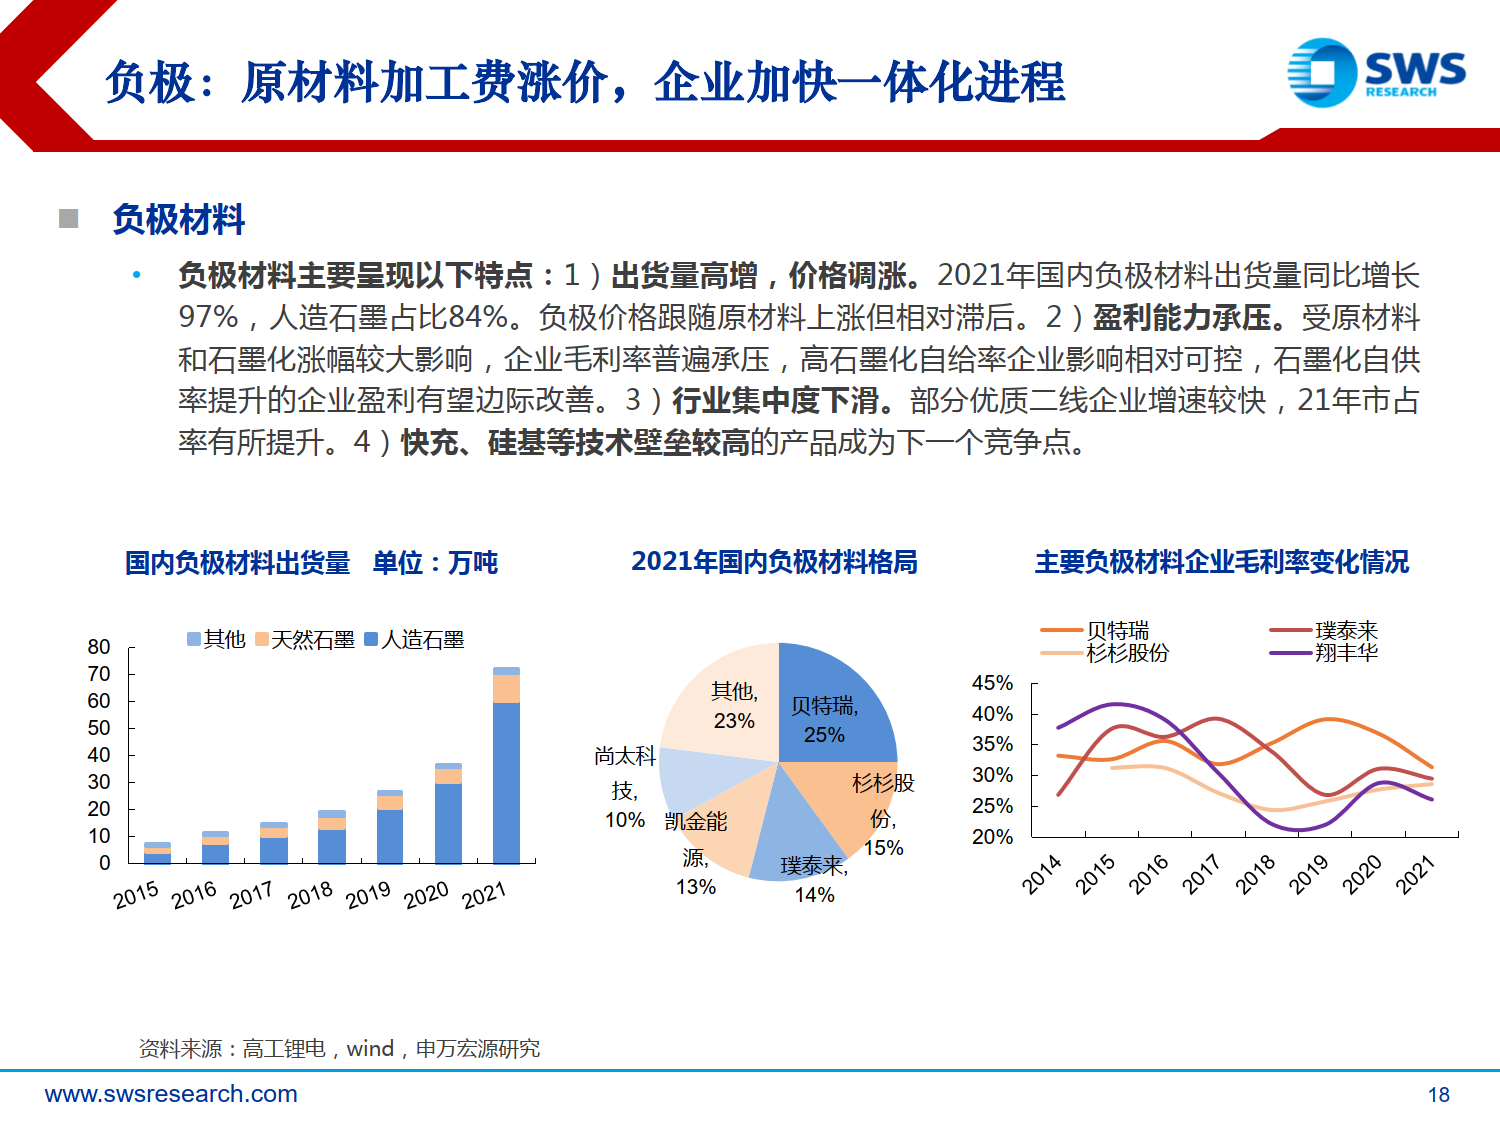 负极：原材料加工费涨价，企业加快一体化进程
SWS
RESEARCH
负极材料
负极材料主要呈现以下特点：1）出货量高增，价格调涨。2021年国内负极材料出货量同比增长
97%，人造石墨占比84%。负极价格跟随原材料上涨但相对滞后。2）盈利能力承压。受原材料
和石墨化涨幅较大影响，企业毛利率普遍承压，高石墨化自给率企业影响相对可控，石墨化自供
率提升的企业盈利有望边际改善。3）行业集中度下滑。部分优质二线企业增速较快，21年市占
率有所提升。4）快充、硅基等技术壁垒较高的产品成为下一个竞争点。
国内负极材料出货量 单位：万吨
其他 天然石墨 人造石墨
80
70
60
50
40
30
20
10
0
2015 2016 2017 2018 2019 2020 2021
2021年国内负极材料格局
其他,
23%
贝特瑞,
25%
尚太科
技,
10%
杉杉股
份,
15%
凯金能
源,
13%
璞泰来,
14%
主要负极材料企业毛利率变化情况
贝特瑞 璞泰来
杉杉股份 翔丰华
45%
40%
35%
30%
25%
20%
2014 2015 2016 2017 2018 2019 2020 2021
资料来源：高工锂电，wind，申万宏源研究
www.swsresearch.com
18